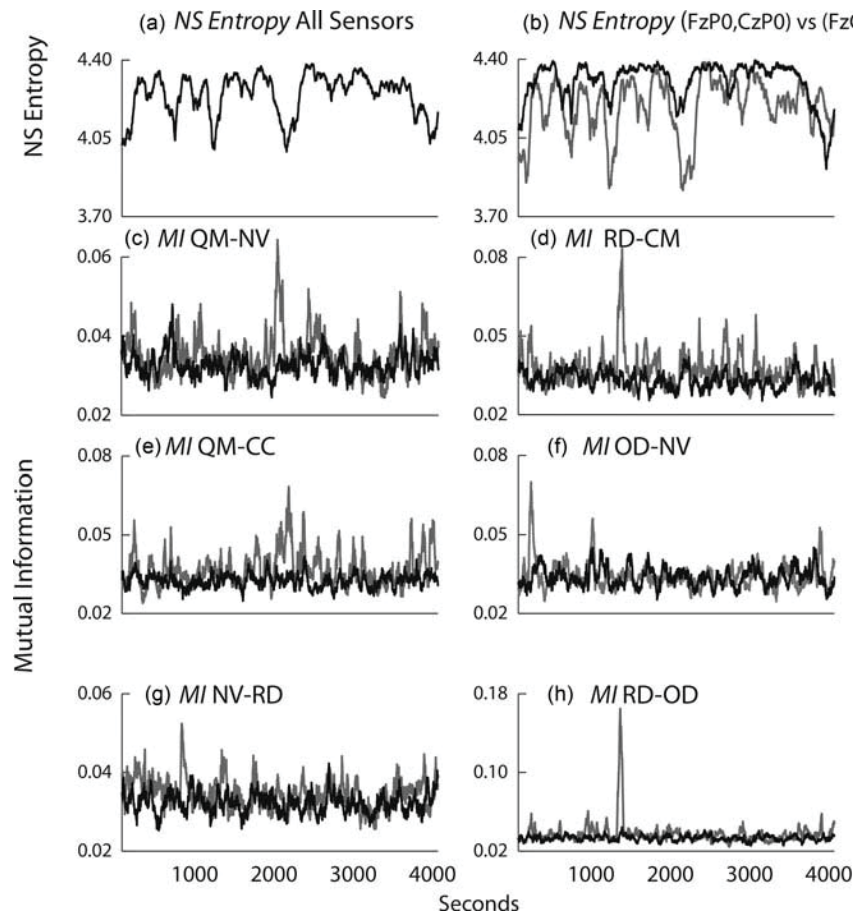 (a) NS Entropy All Sensors
(b) NS Entropy (FzP0,CzP0) vs (Fz
NS Entropy
4.40
4.05
3.70
4.40
4.05
3.70
(c) MI QM-NV
(d) MI RD-CM
0.06
0.04
0.02
0.08
0.05
0.02
(e) MI QM-CC
(f) MI OD-NV
0.08
0.05
0.02
0.08
0.05
0.02
Mutual Information
(g) MI NV-RD
(h) MI RD-OD
0.06
0.04
0.02
0.18
0.10
0.02
1000 2000 3000 4000
1000 2000 3000 4000
Seconds